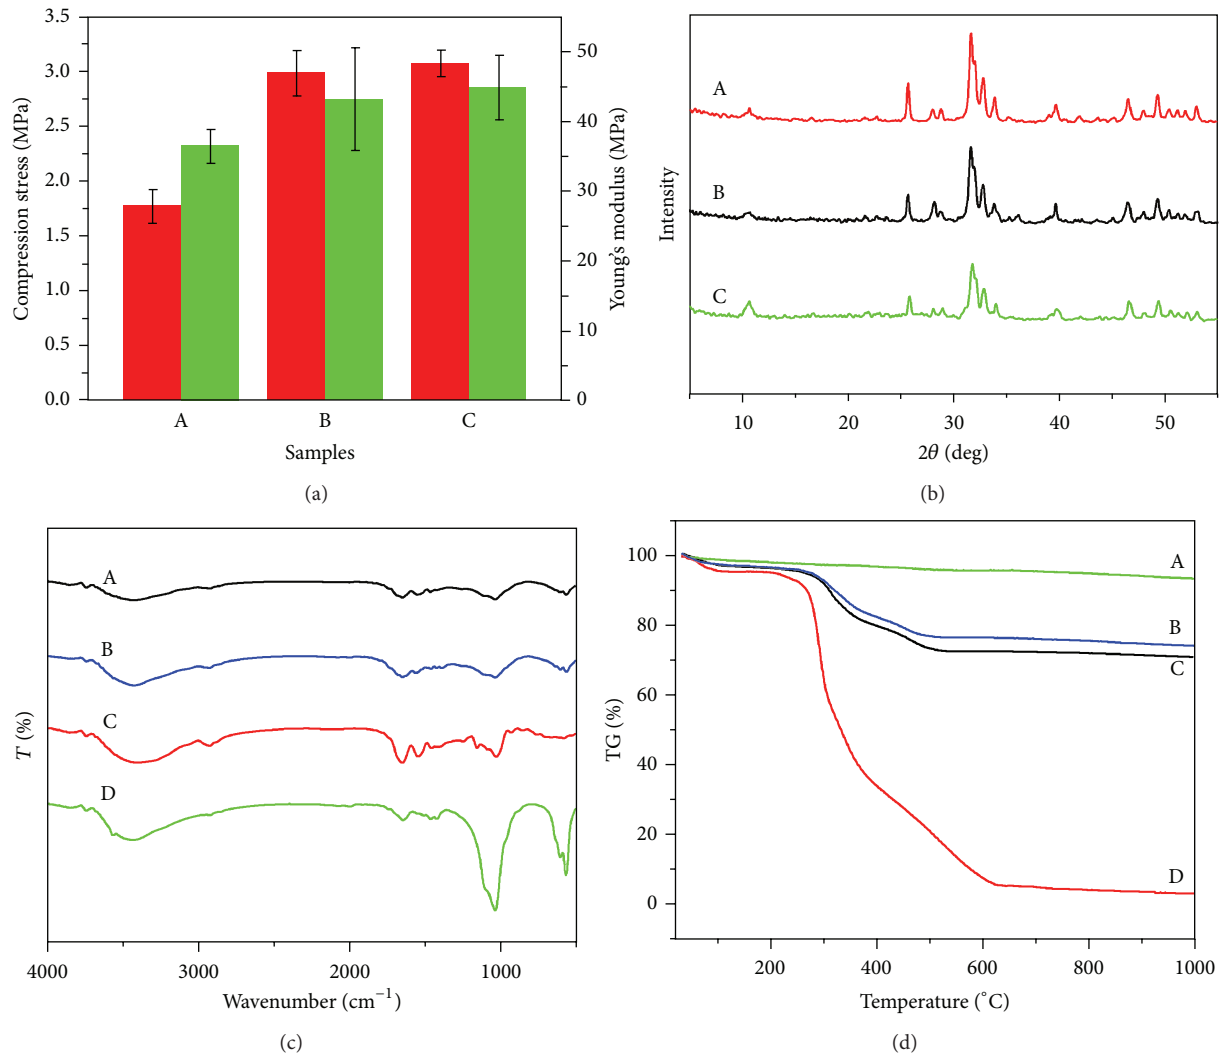 3.5
3.0
2.5
2.0
1.5
1.0
0.5
0.0
Compression stress (MPa)
50
40
30
20
10
0
Young's modulus (MPa)
A
B
C
Samples
(a)
Intensity
A
B
C
10
20
30
40
50
2θ (deg)
(b)
T (%)
A
B
C
D
4000
3000
2000
1000
Wavenumber (cm⁻¹)
(c)
TG (%)
100
80
60
40
20
0
A
B
C
D
200
400
600
800
1000
Temperature (°C)
(d)